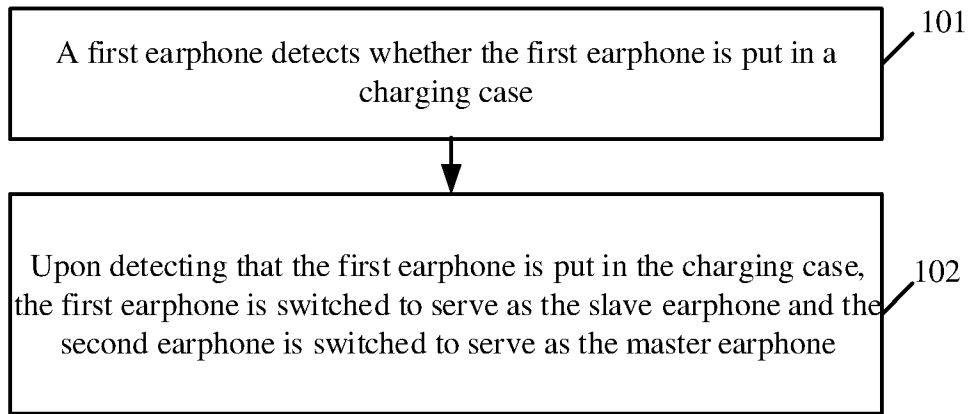 101
A first earphone detects whether the first earphone is put in a
charging case
Upon detecting that the first earphone is put in the charging case,
102
the first earphone is switched to serve as the slave earphone and the
second earphone is switched to serve as the master earphone